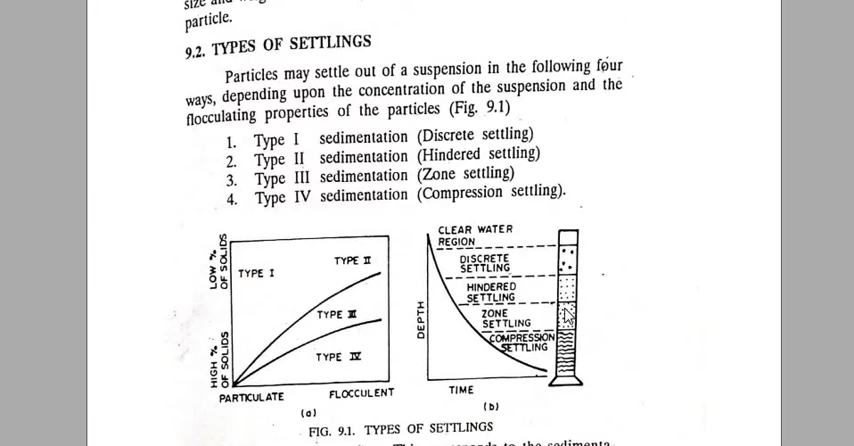 particle.
9.2. TYPES OF SETTLINGS
Particles may settle out of a suspension in the following four
ways, depending upon the concentration of the suspension and the
flocculating properties of the particles (Fig. 9.1)
1. Type I sedimentation (Discrete settling)
2. Type II sedimentation (Hindered settling)
3. Type III sedimentation (Zone settling)
4. Type IV sedimentation (Compression settling).
LOW %
OF SOLIDS
HIGH %
OF SOLIDS
TYPE I
TYPE II
TYPE III
TYPE IV
PARTICULATE
FLOCCULENT
(a)
CLEAR WATER
REGION
DISCRETE
SETTLING
HINDERED
SETTLING
ZONE
SETTLING
COMPRESSION
SETTLING
DEPTH
TIME
(b)
FIG. 9.1. TYPES OF SETTLINGS
to the sedimenta-